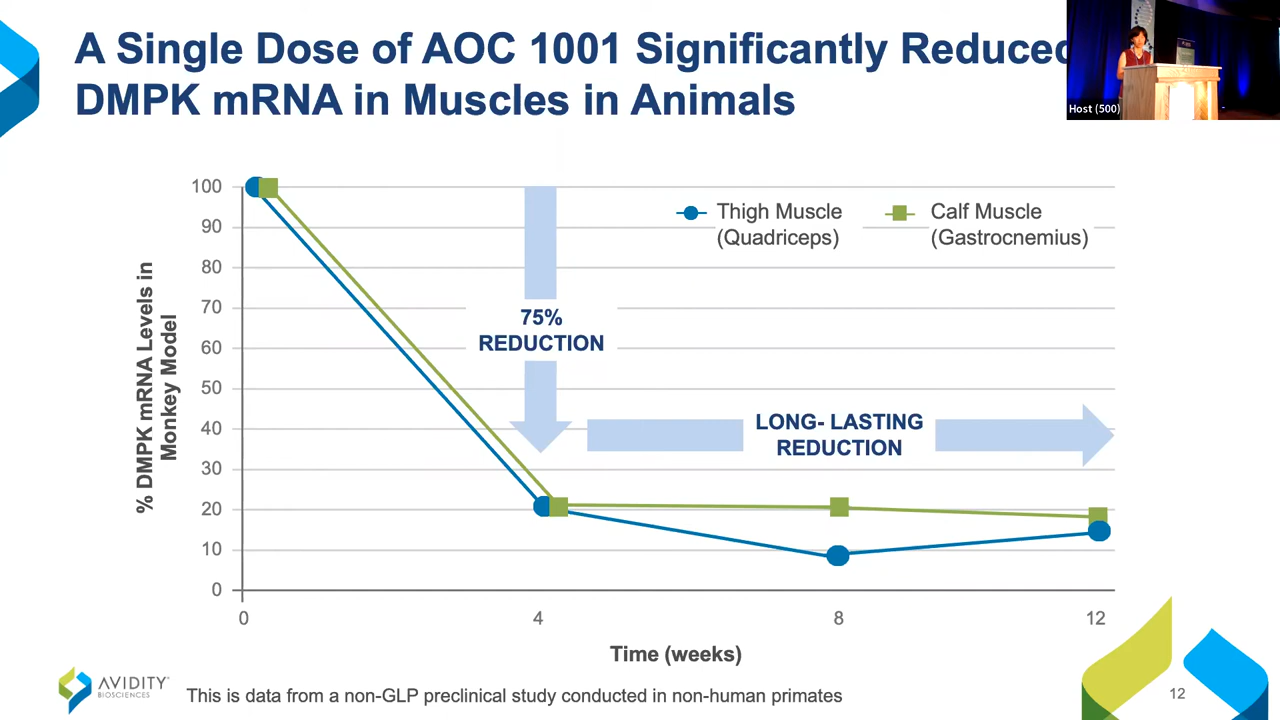 A Single Dose of AOC 1001 Significantly Reduced
DMPK mRNA in Muscles in Animals
Host (500)
100
90
80
70
60
50
40
30
20
10
0
% DMPK mRNA Levels in
Monkey Model
Thigh Muscle
(Quadriceps)
Calf Muscle
(Gastrocnemius)
75%
REDUCTION
LONG- LASTING
REDUCTION
0 4 8 12
Time (weeks)
AVIDITY
BIOSCIENCES
This is data from a non-GLP preclinical study conducted in non-human primates
12